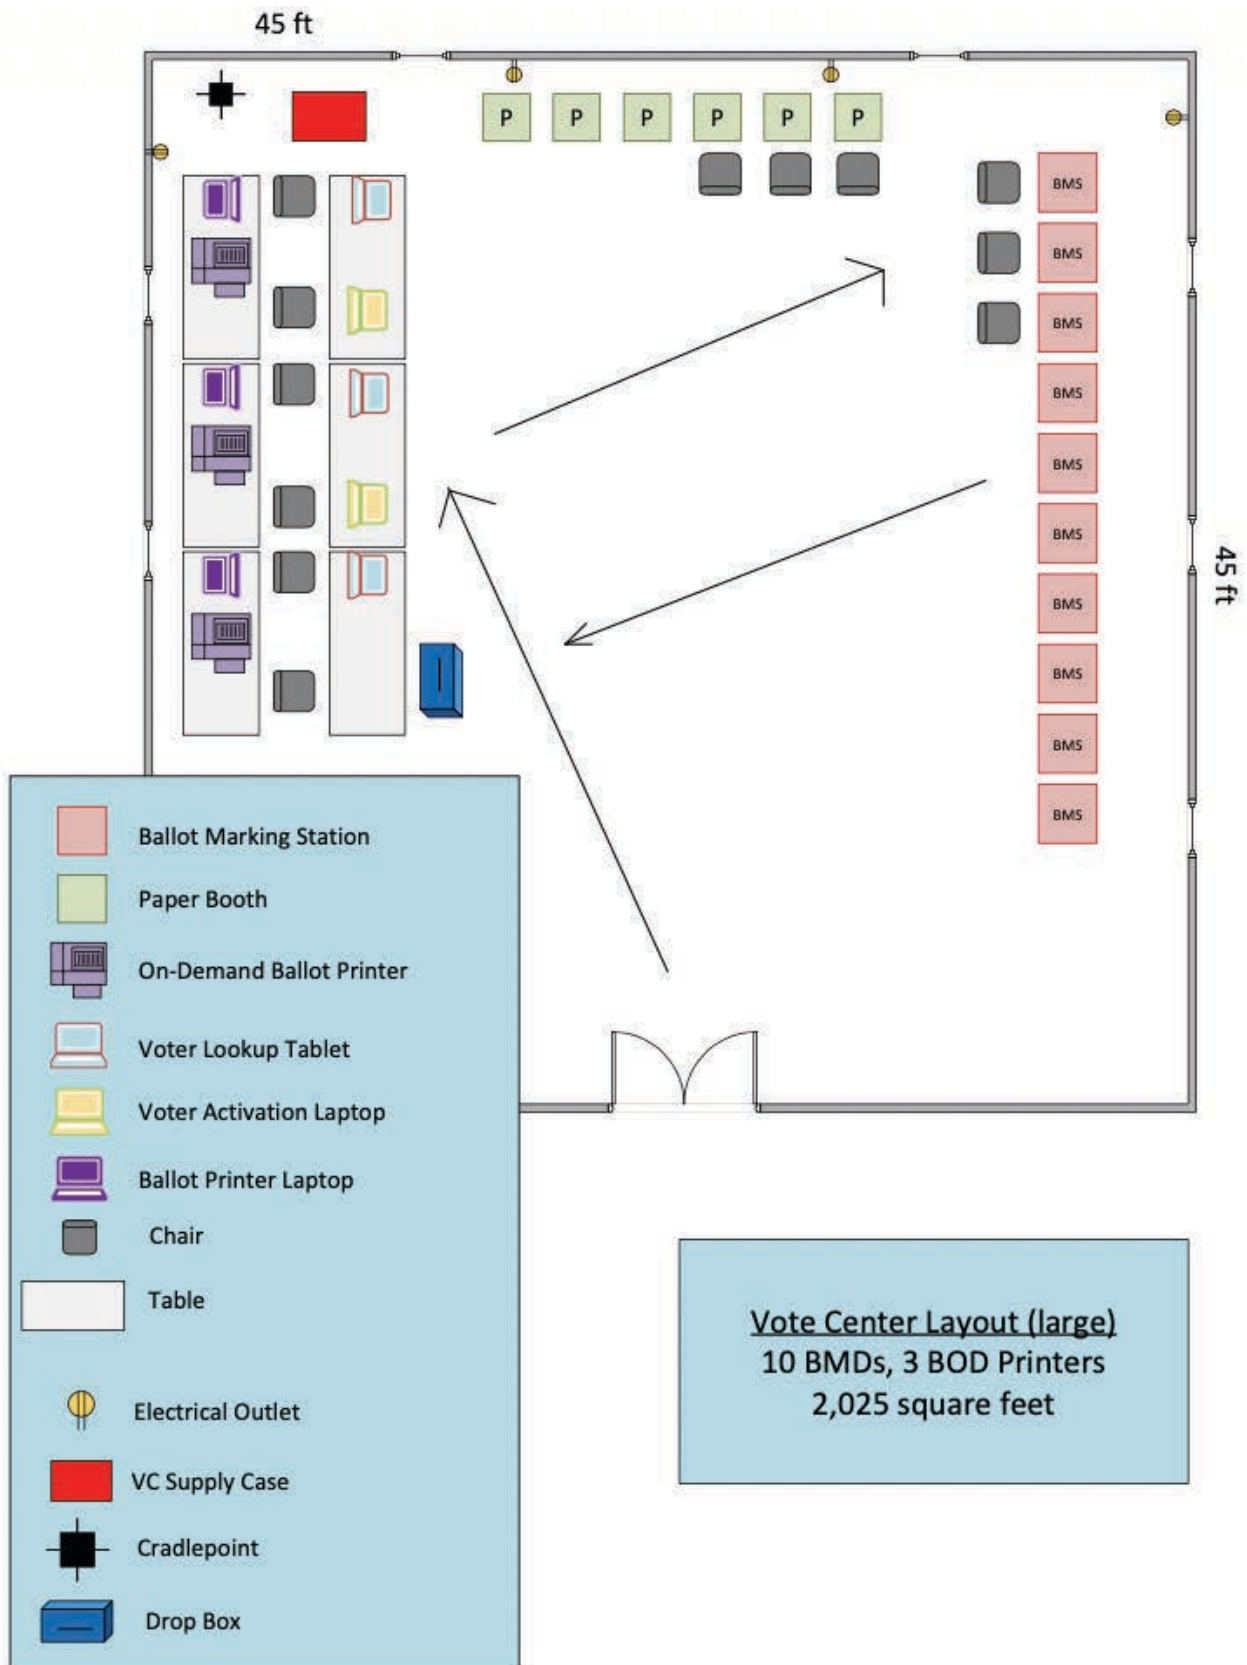 45 ft
P
P
P
P
P
P
BMS
BMS
BMS
BMS
BMS
BMS
BMS
BMS
BMS
BMS
45 ft
Ballot Marking Station
Paper Booth
On-Demand Ballot Printer
Voter Lookup Tablet
Voter Activation Laptop
Ballot Printer Laptop
Chair
Table
Electrical Outlet
VC Supply Case
Cradlepoint
Drop Box
Vote Center Layout (large)
10 BMDs, 3 BOD Printers
2,025 square feet